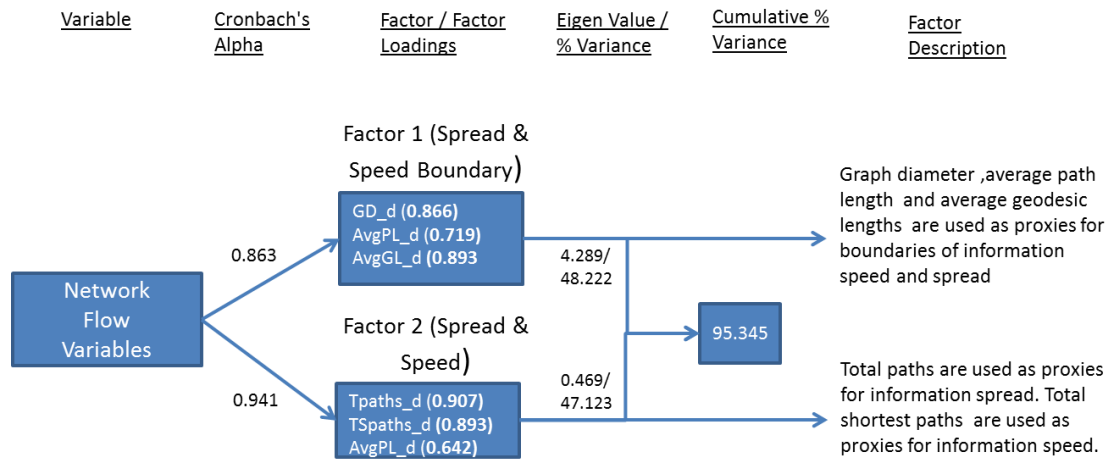 Variable
Cronbach's
Alpha
Factor / Factor
Loadings
Eigen Value /
% Variance
Cumulative %
Variance
Factor
Description
Factor 1 (Spread &
Speed Boundary)
GD_d (0.866)
AvgPL_d (0.719)
AvgGL_d (0.893
0.863
4.289/
48.222
Graph diameter ,average path
length and average geodesic
lengths are used as proxies for
boundaries of information
speed and spread
Network
Flow
Variables
95.345
Factor 2 (Spread &
Speed)
0.941
Tpaths_d (0.907)
TSpaths_d (0.893)
AvgPL_d (0.642)
0.469/
47.123
Total paths are used as proxies
for information spread. Total
shortest paths are used as
proxies for information speed.